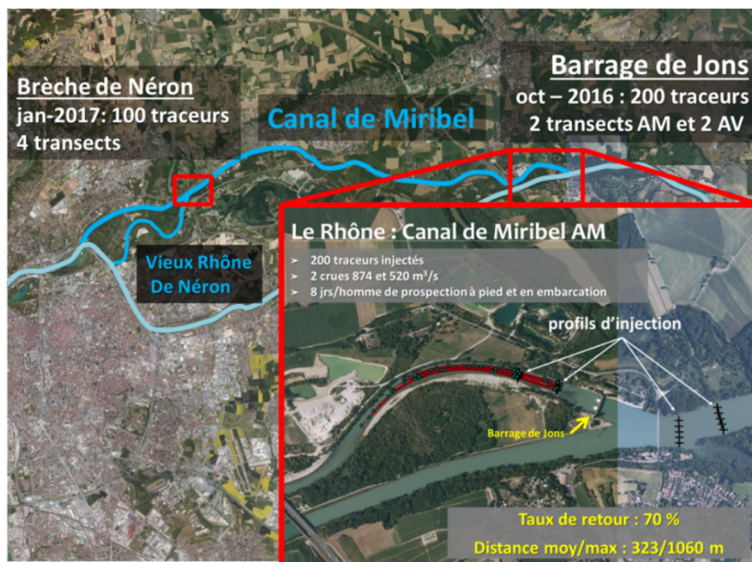 Brèche de Néron
jan-2017: 100 traceurs
4 transects
Canal de Miribel
Barrage de Jons
oct – 2016 : 200 traceurs
2 transects AM et 2 AV
Vieux Rhône
De Néron
Le Rhône : Canal de Miribel AM
➤ 200 traceurs injectés
➤ 2 crues 874 et 520 m³/s
➤ 8 jrs/homme de prospection à pied et en embarcation
profils d'injection
Barrage de Jons
Taux de retour : 70 %
Distance moy/max : 323/1060 m